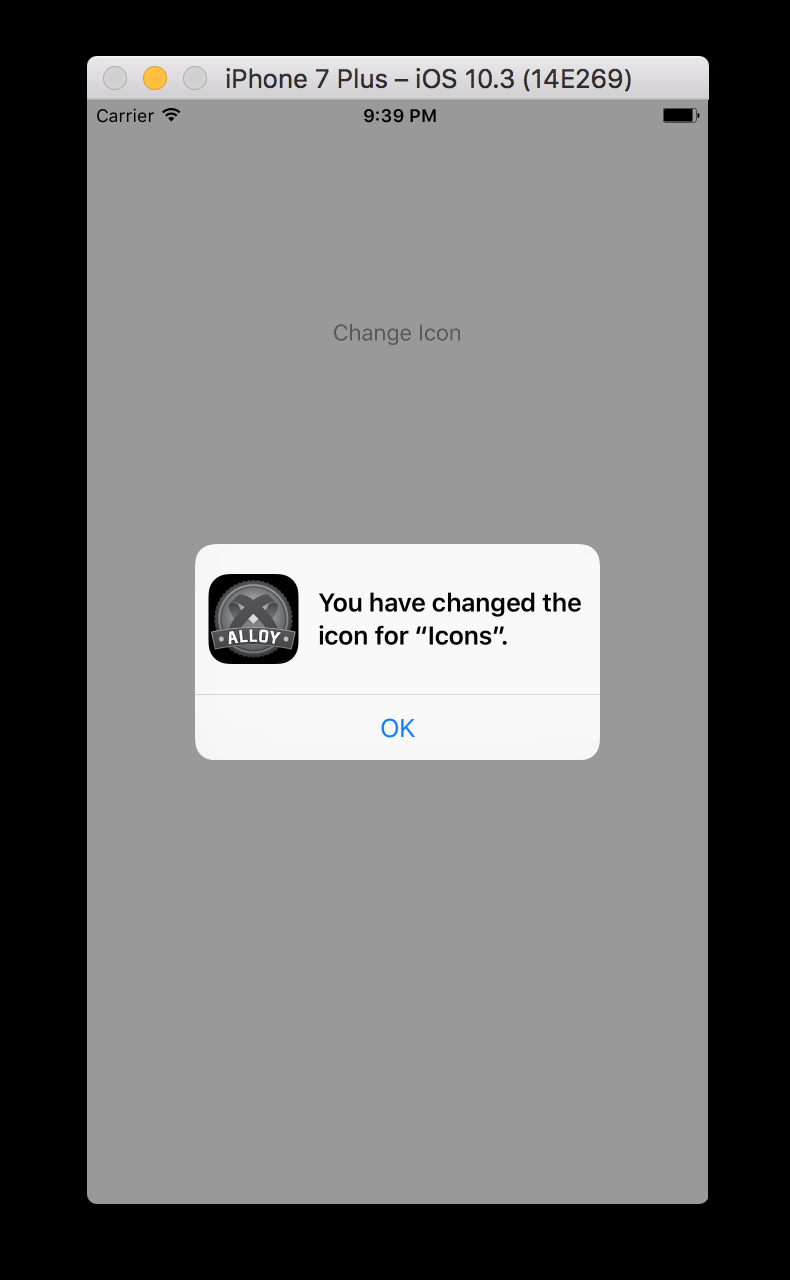 iPhone 7 Plus – iOS 10.3 (14E269)
Carrier 9:39 PM
Change Icon
ALLOY
You have changed the
icon for “Icons”.
OK